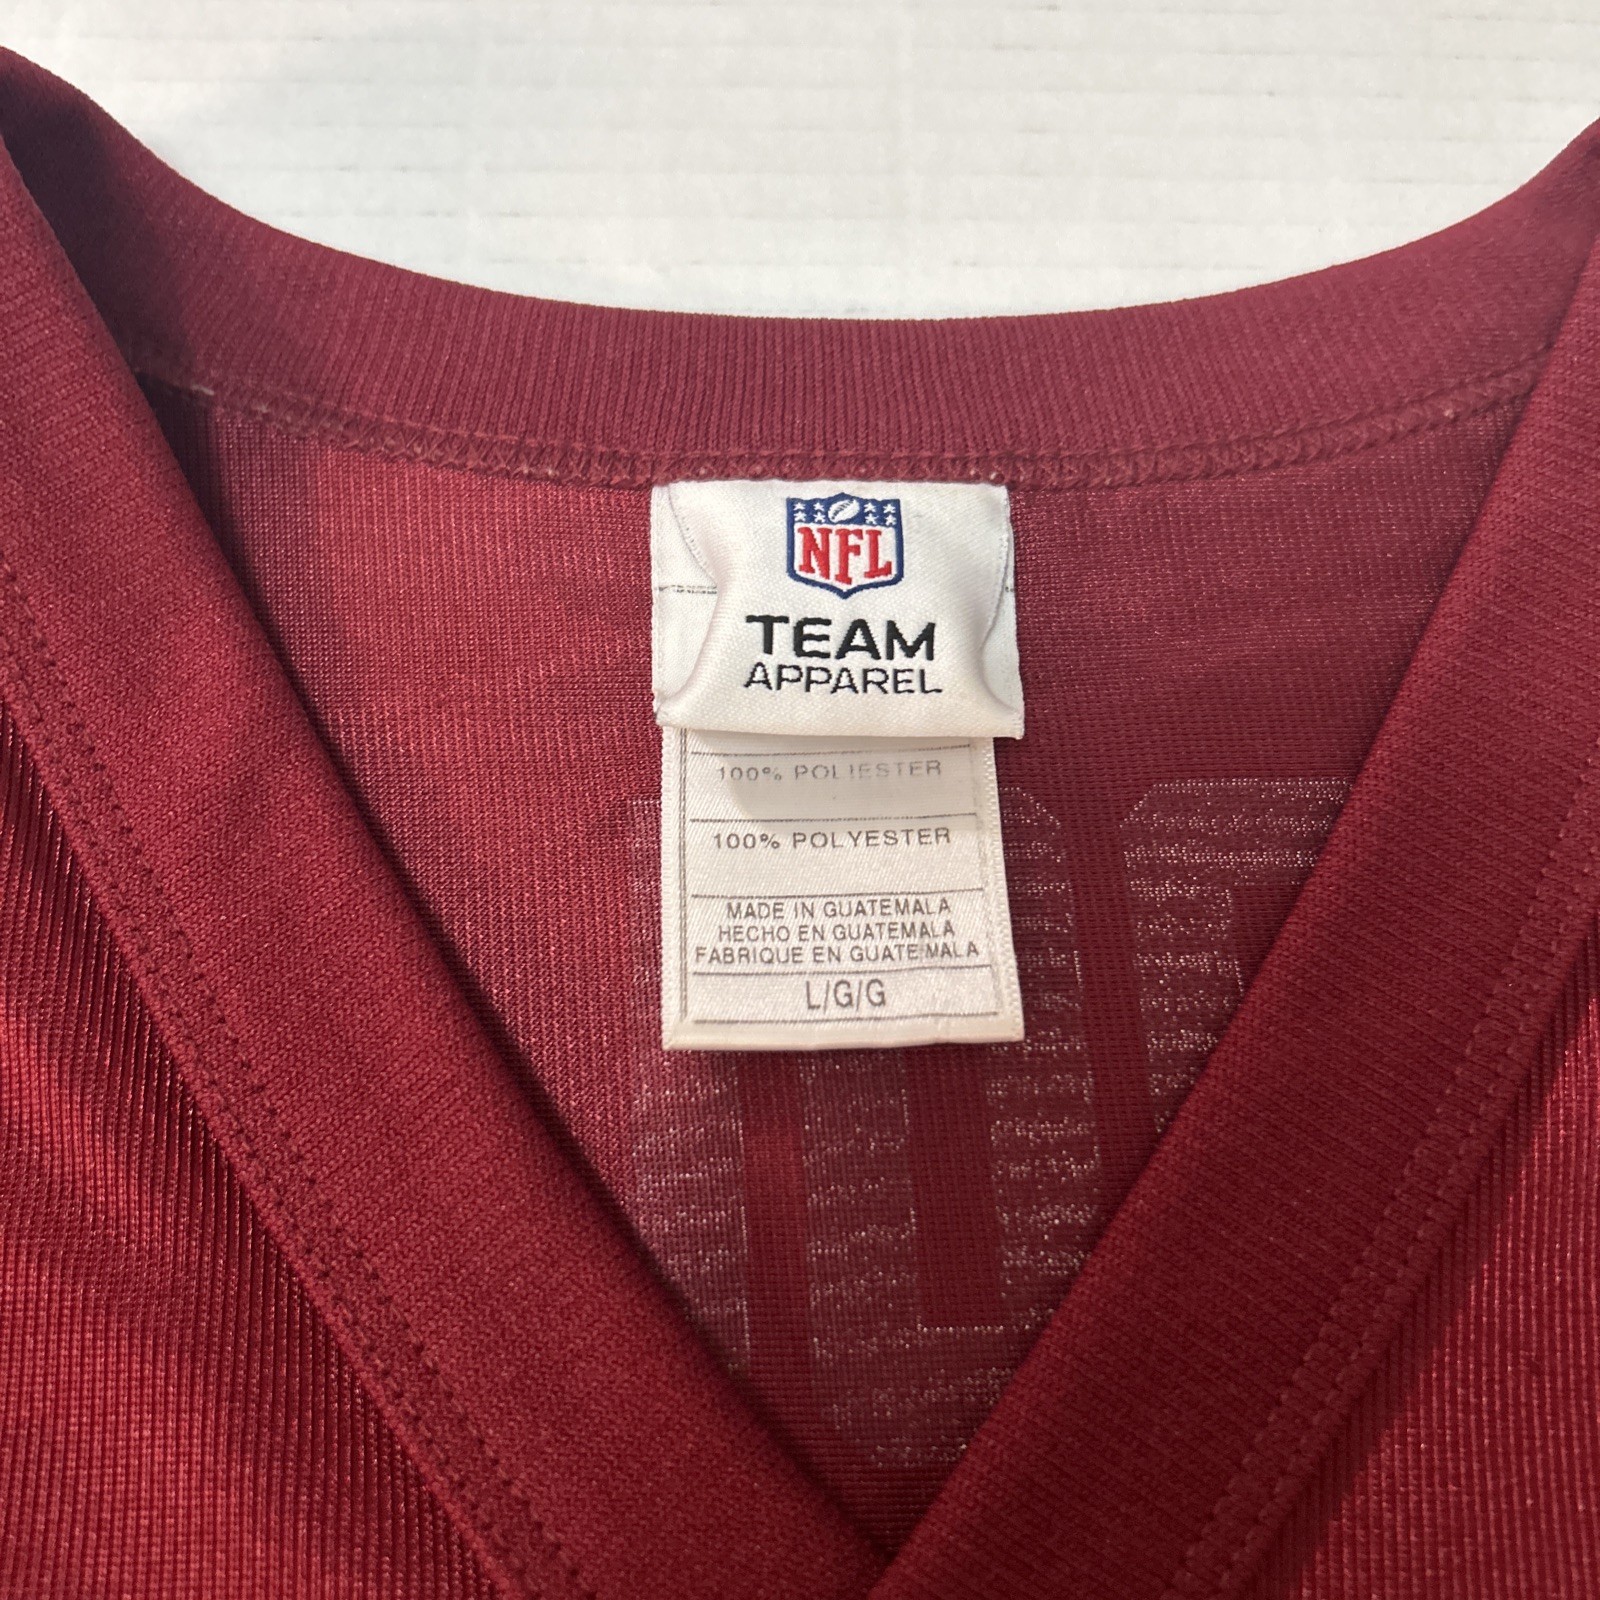 NFL
TEAM
APPAREL
100% POLIESTER
100% POLYESTER
MADE IN GUATEMALA
HECHO EN GUATEMALA
FABRIQUE EN GUATEMALA
L/G/G